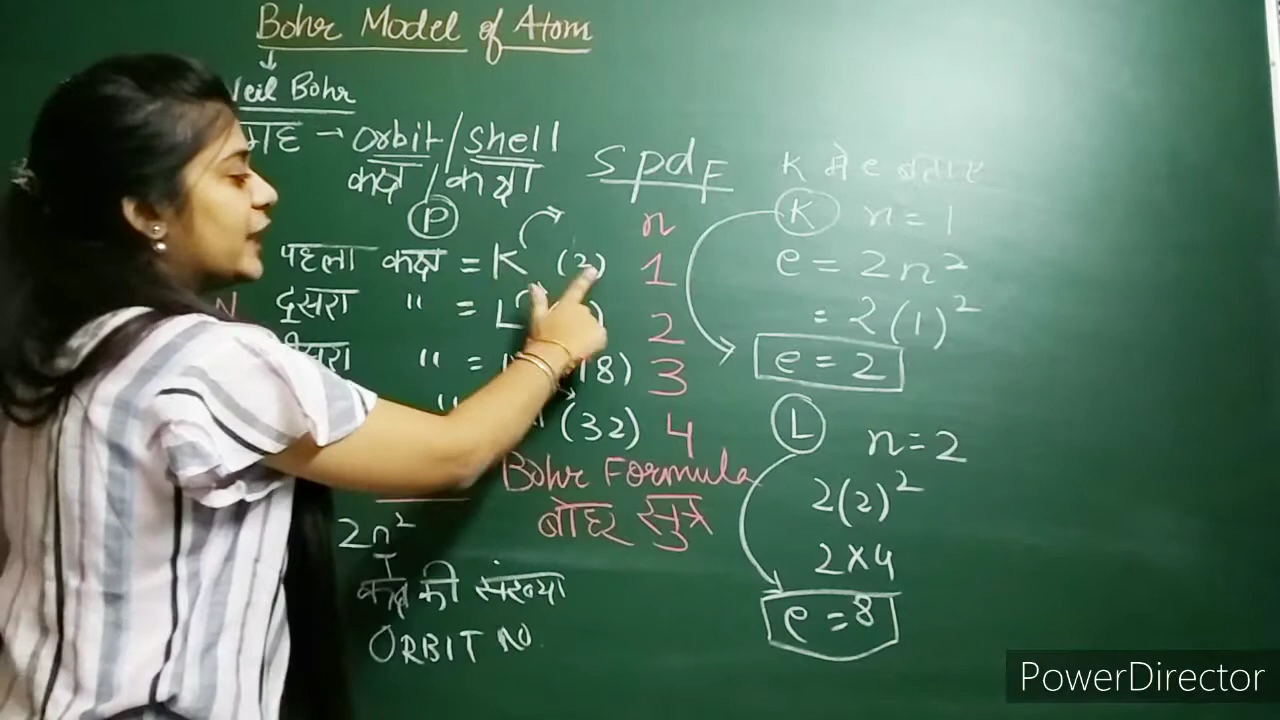 Bohr Model of Atom
Neil Bohr
ग्रह → Orbit / Shell
कक्ष / कक्षा
s p d F
P
n
पहला कक्ष = K (2) 1
दूसरा " = L 2
" = (18) 3
" (32) 4
Bohr Formula
बोहर सुत्र
2n²
कक्ष की संख्या
ORBIT NO.
K मे e बताए
K n = 1
e = 2n²
= 2(1)²
e = 2
L n = 2
2(2)²
2×4
e = 8
PowerDirector